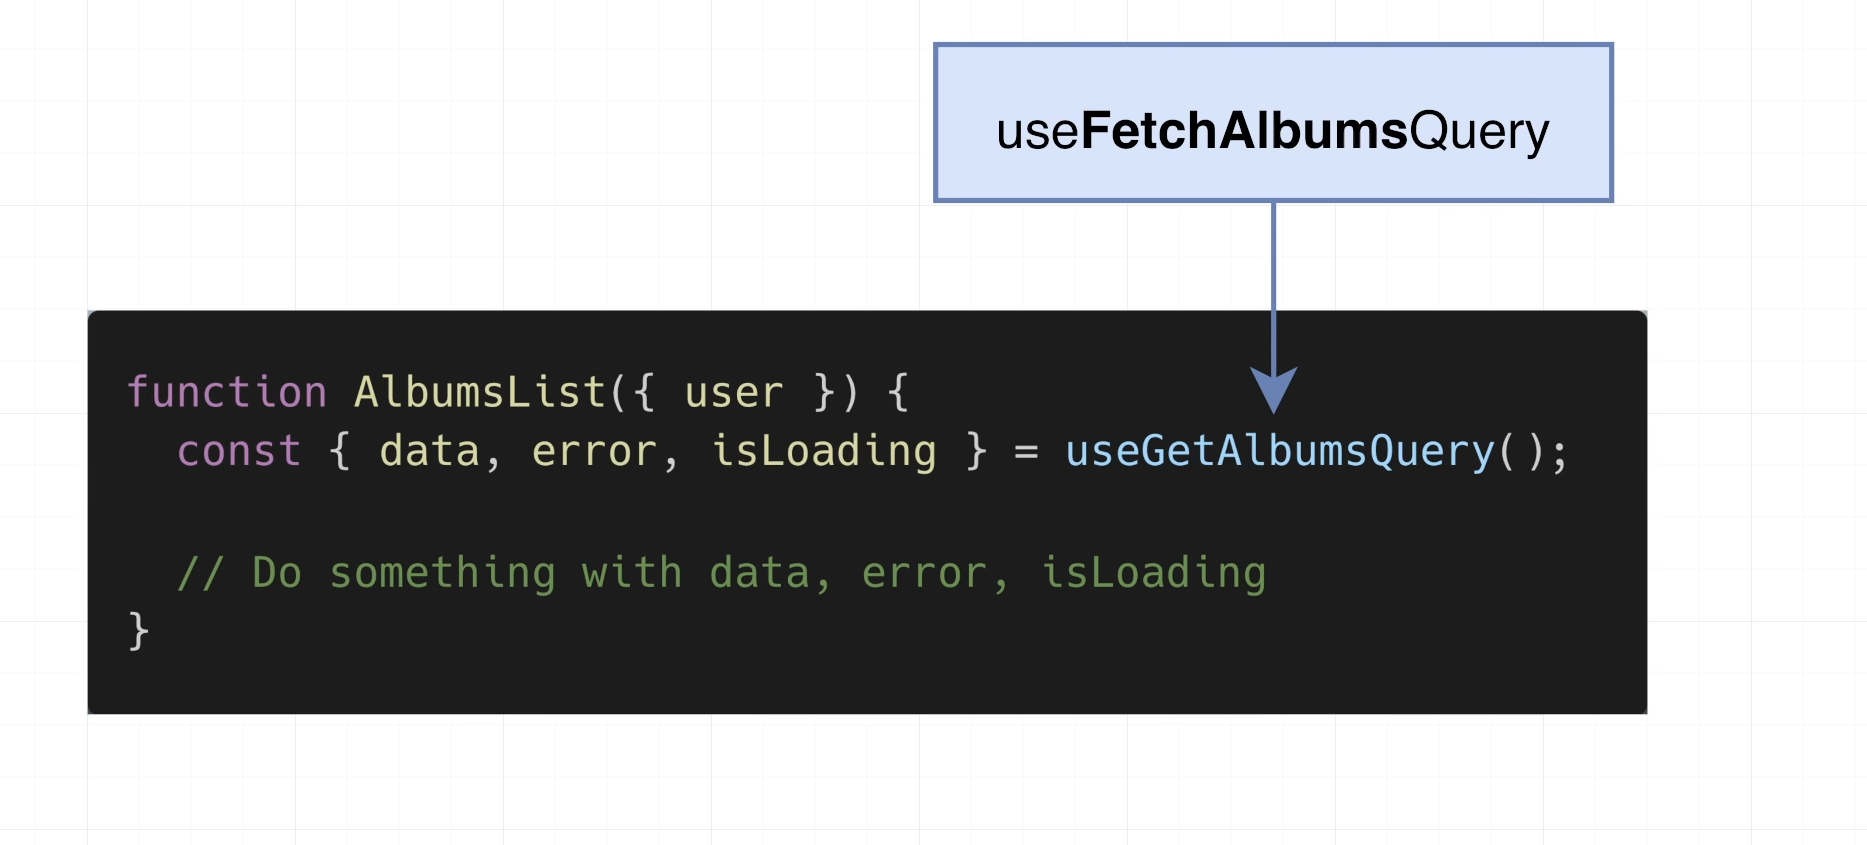 useFetchAlbumsQuery
function AlbumsList({ user }) {
  const { data, error, isLoading } = useGetAlbumsQuery();
  // Do something with data, error, isLoading
}